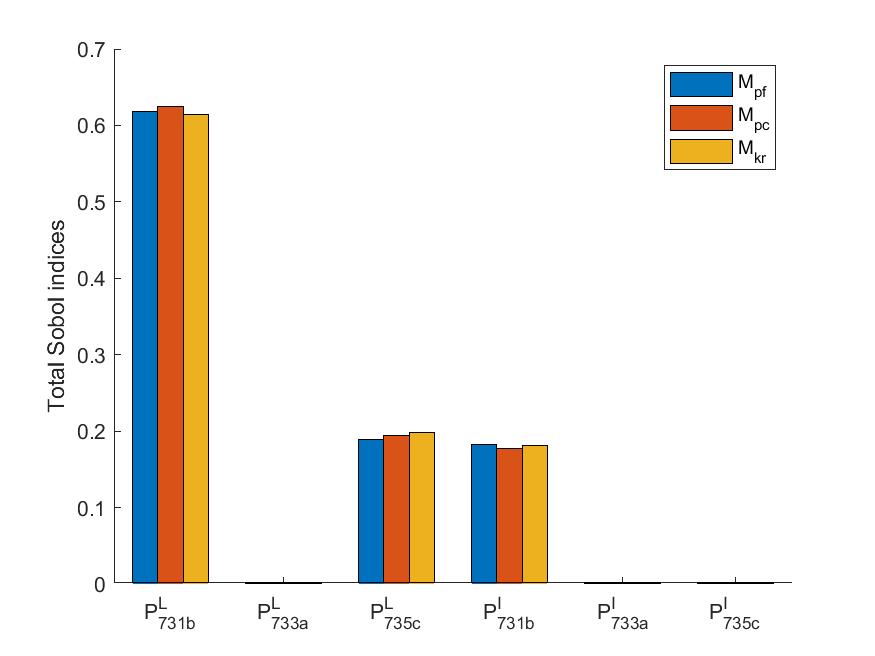 0.7
0.6
0.5
0.4
0.3
0.2
0.1
0
Total Sobol indices
M_pf
M_pc
M_kr
P^L_731b
P^L_733a
P^L_735c
P^I_731b
P^I_733a
P^I_735c